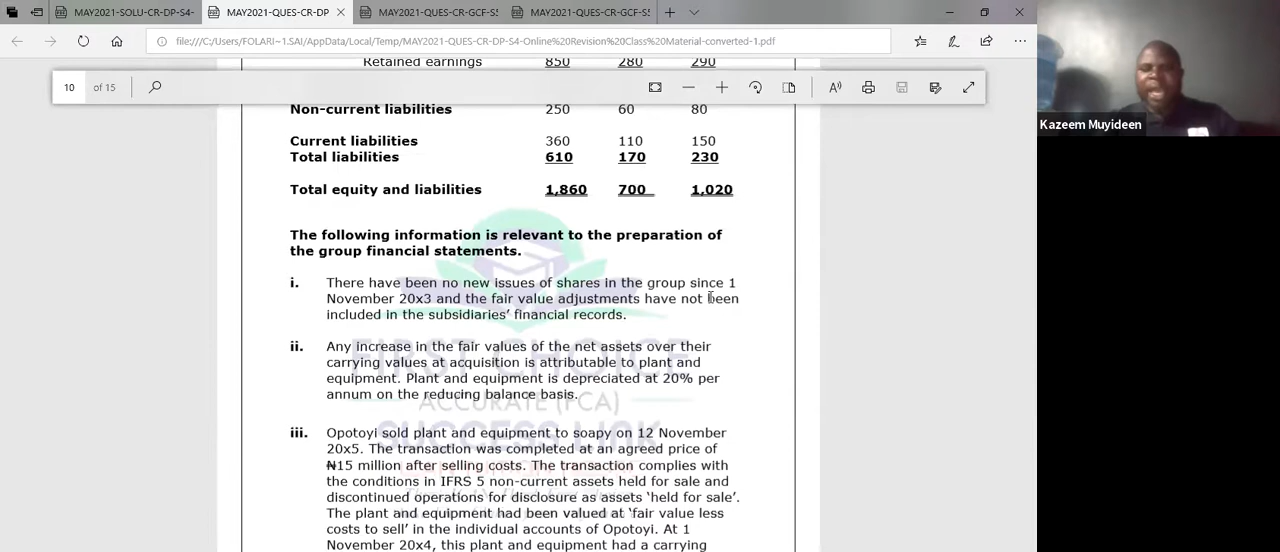 MAY2021-SOLU-CR-DP-S4-
MAY2021-QUES-CR-DP
MAY2021-QUES-CR-GCF-S5
MAY2021-QUES-CR-GCF-S5
file:///C:/Users/FOLARI~1.SAI/AppData/Local/Temp/MAY2021-QUES-CR-DP-S4-Online%20Revision%20Class%20Material-converted-1.pdf
Retained earnings 850 280 290
10 of 15
Non-current liabilities 250 60 80
Current liabilities 360 110 150
Total liabilities 610 170 230
Total equity and liabilities 1,860 700 1,020
The following information is relevant to the preparation of
the group financial statements.
i. There have been no new issues of shares in the group since 1
November 20x3 and the fair value adjustments have not been
included in the subsidiaries' financial records.
ii. Any increase in the fair values of the net assets over their
carrying values at acquisition is attributable to plant and
equipment. Plant and equipment is depreciated at 20% per
annum on the reducing balance basis.
iii. Opotoyi sold plant and equipment to soapy on 12 November
20x5. The transaction was completed at an agreed price of
₦15 million after selling costs. The transaction complies with
the conditions in IFRS 5 non-current assets held for sale and
discontinued operations for disclosure as assets 'held for sale'.
The plant and equipment had been valued at 'fair value less
costs to sell' in the individual accounts of Opotoyi. At 1
November 20x4, this plant and equipment had a carrying
FIRST CHOICE
ACCURATE (FCA)
SUCCESS LINK
Kazeem Muyideen